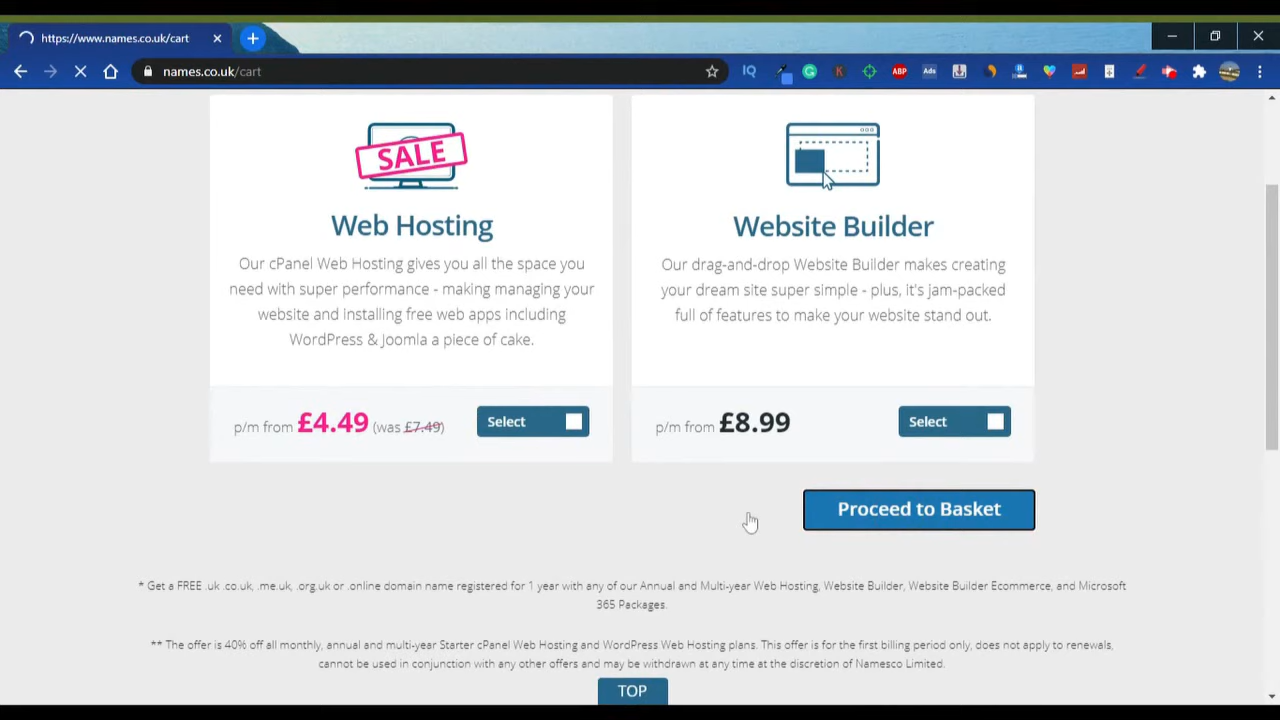 https://www.names.co.uk/cart
names.co.uk/cart
IQ
K
ABP
Ads
SALE
Web Hosting
Our cPanel Web Hosting gives you all the space you
need with super performance - making managing your
website and installing free web apps including
WordPress & Joomla a piece of cake.
p/m from £4.49 (was £7.49)
Select
Website Builder
Our drag-and-drop Website Builder makes creating
your dream site super simple - plus, it's jam-packed
full of features to make your website stand out.
p/m from £8.99
Select
Proceed to Basket
* Get a FREE .uk .co.uk, .me.uk, .org.uk or .online domain name registered for 1 year with any of our Annual and Multi-year Web Hosting, Website Builder, Website Builder Ecommerce, and Microsoft
365 Packages.
** The offer is 40% off all monthly, annual and multi-year Starter cPanel Web Hosting and WordPress Web Hosting plans. This offer is for the first billing period only, does not apply to renewals,
cannot be used in conjunction with any other offers and may be withdrawn at any time at the discretion of Namesco Limited.
TOP